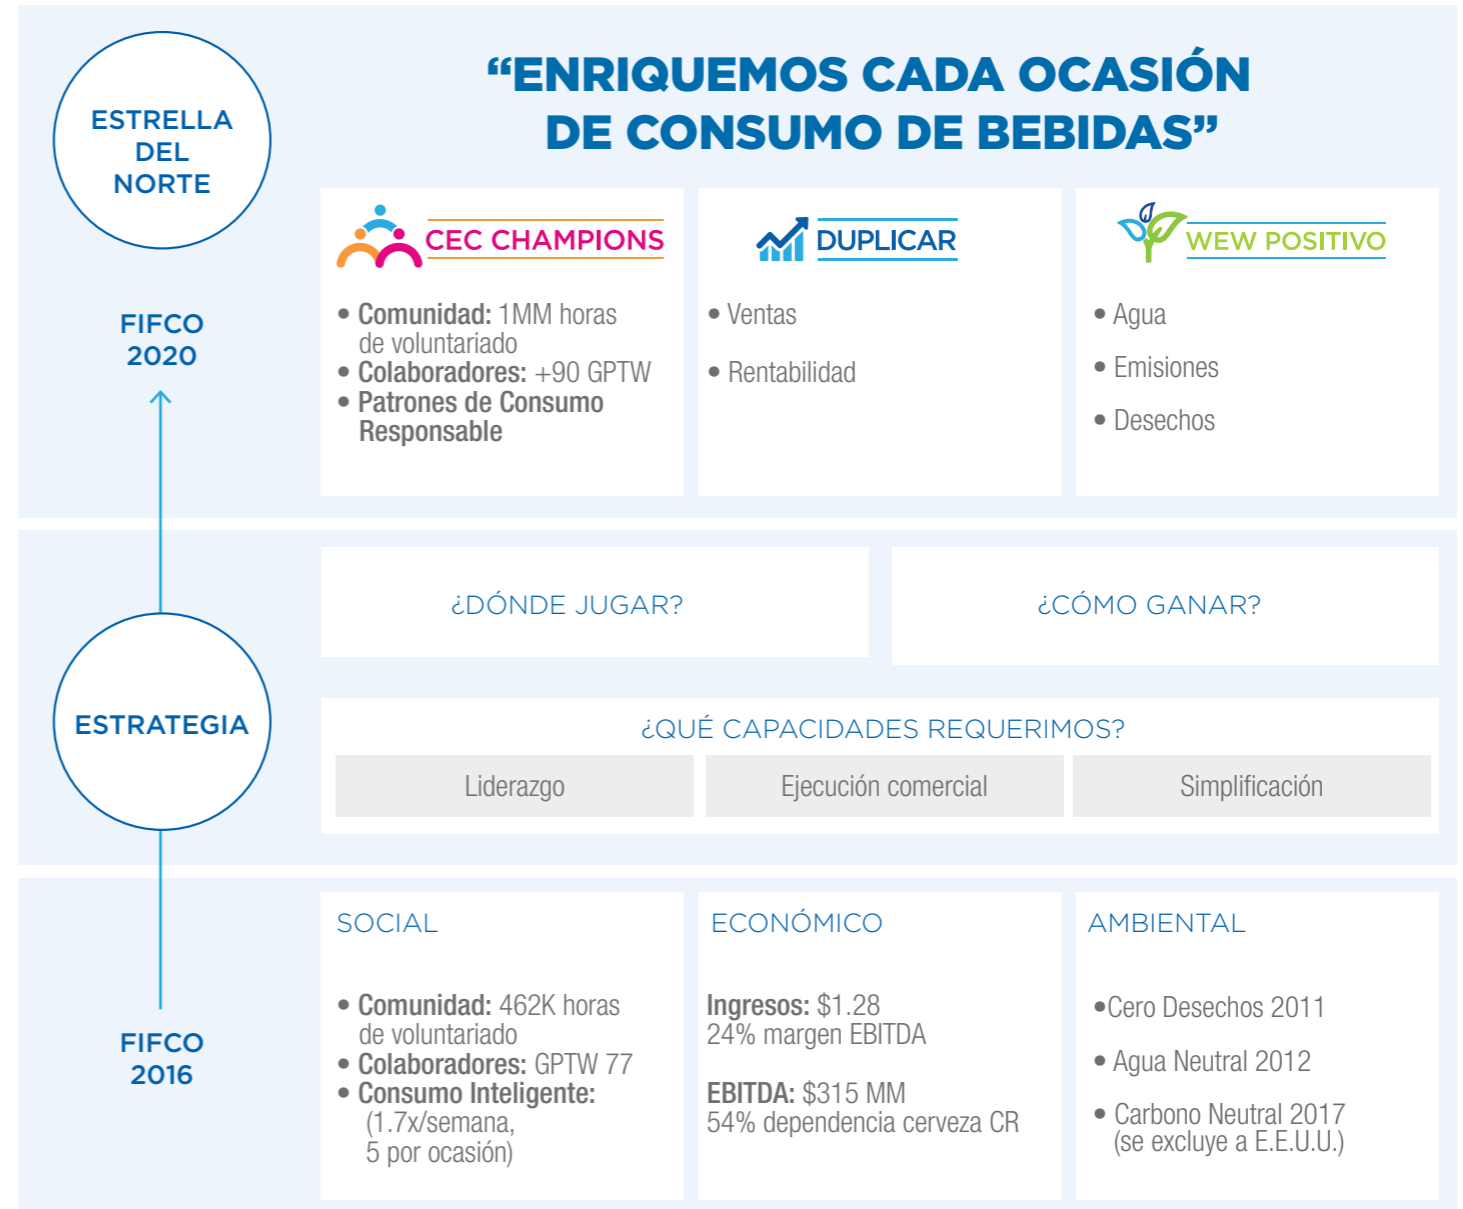 ESTRELLA
DEL
NORTE
“ENRIQUEMOS CADA OCASIÓN
DE CONSUMO DE BEBIDAS”
FIFCO
2020
CEC CHAMPIONS
• Comunidad: 1MM horas
de voluntariado
• Colaboradores: +90 GPTW
• Patrones de Consumo
Responsable
DUPLICAR
• Ventas
• Rentabilidad
WEW POSITIVO
• Agua
• Emisiones
• Desechos
ESTRATEGIA
¿DÓNDE JUGAR?
¿CÓMO GANAR?
¿QUÉ CAPACIDADES REQUERIMOS?
Liderazgo
Ejecución comercial
Simplificación
FIFCO
2016
SOCIAL
• Comunidad: 462K horas
de voluntariado
• Colaboradores: GPTW 77
• Consumo Inteligente:
(1.7x/semana,
5 por ocasión)
ECONÓMICO
Ingresos: $1.28
24% margen EBITDA
EBITDA: $315 MM
54% dependencia cerveza CR
AMBIENTAL
•Cero Desechos 2011
• Agua Neutral 2012
• Carbono Neutral 2017
(se excluye a E.E.U.U.)